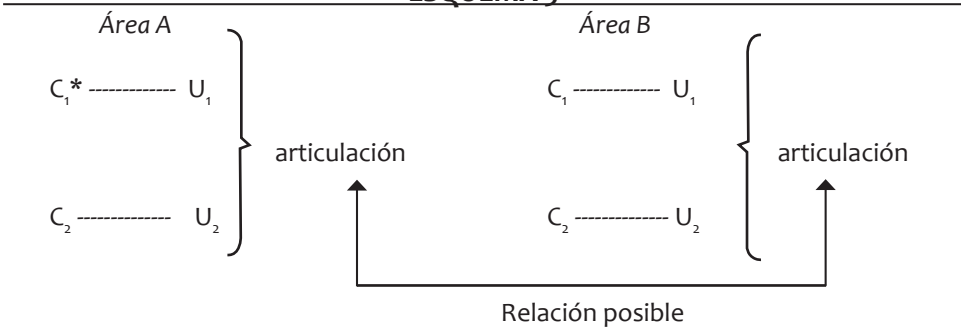 Área A Área B
C₁* ------------- U₁ C₁ ------------ U₁
articulación articulación
C₂ -------------- U₂ C₂ -------------- U₂
Relación posible